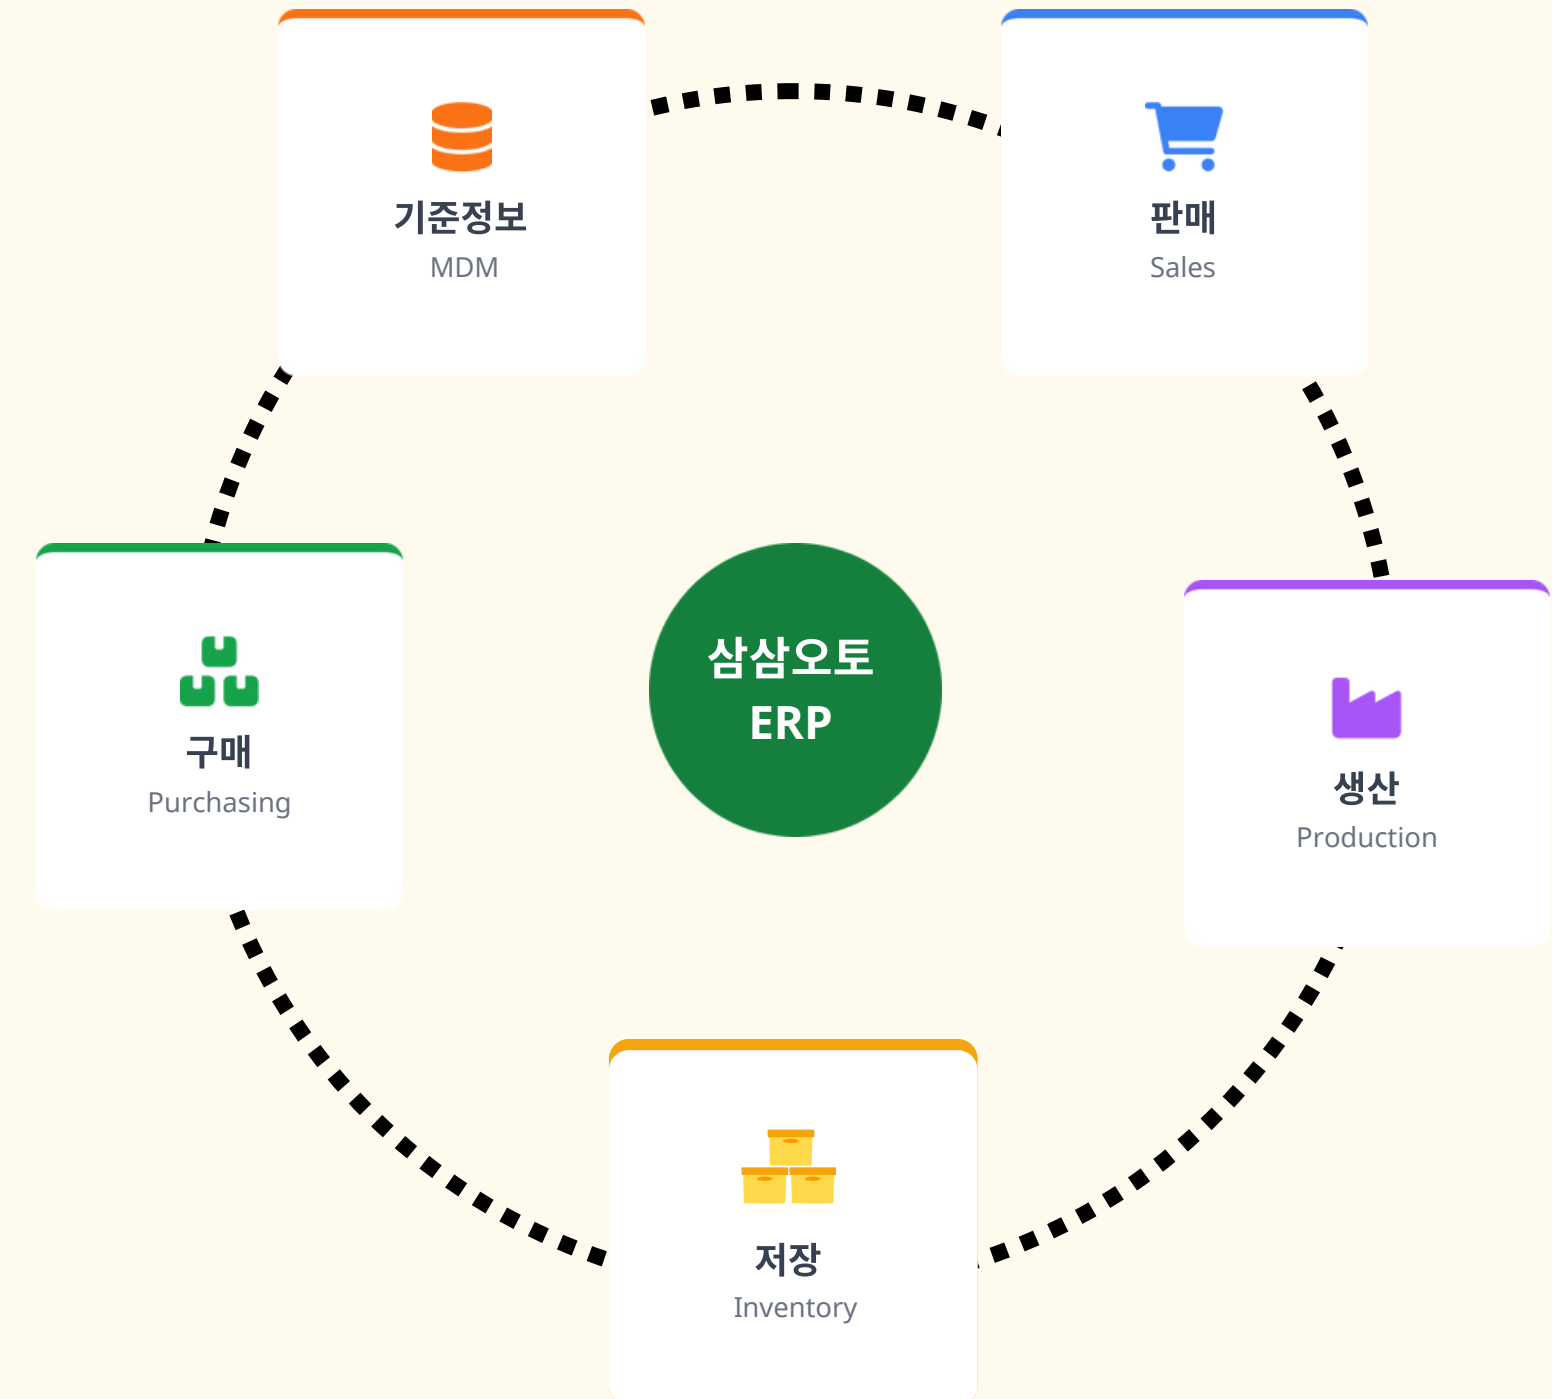 기준정보
MDM
판매
Sales
구매
Purchasing
삼삼오토
ERP
생산
Production
저장
Inventory